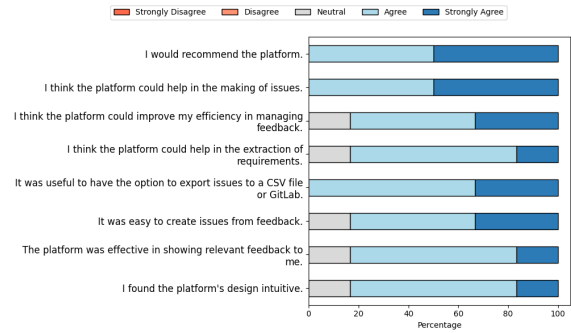 Strongly Disagree Disagree Neutral Agree Strongly Agree
I would recommend the platform.
I think the platform could help in the making of issues.
I think the platform could improve my efficiency in managing
feedback.
I think the platform could help in the extraction of
requirements.
It was useful to have the option to export issues to a CSV file
or GitLab.
It was easy to create issues from feedback.
The platform was effective in showing relevant feedback to
me.
I found the platform's design intuitive.
0 20 40 60 80 100
Percentage